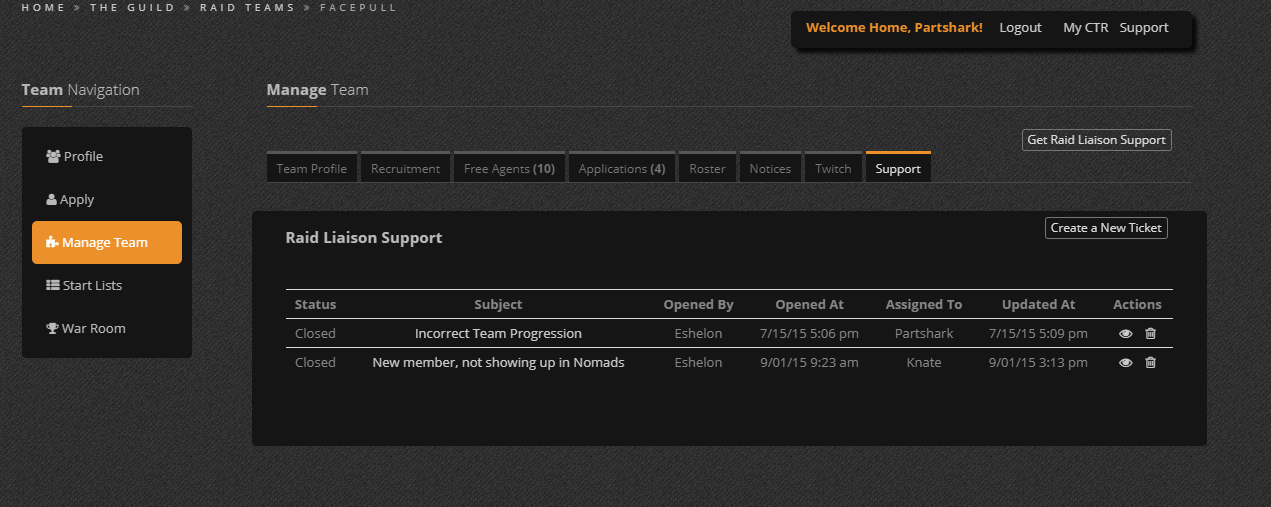 HOME » THE GUILD » RAID TEAMS » FACEPULL
Welcome Home, Partshark! Logout My CTR Support
Team Navigation
Manage Team
Profile
Apply
Manage Team
Start Lists
War Room
Get Raid Liaison Support
Team Profile Recruitment Free Agents (10) Applications (4) Roster Notices Twitch Support
Raid Liaison Support
Create a New Ticket
Status Subject Opened By Opened At Assigned To Updated At Actions
Closed Incorrect Team Progression Eshelon 7/15/15 5:06 pm Partshark 7/15/15 5:09 pm
Closed New member, not showing up in Nomads Eshelon 9/01/15 9:23 am Knate 9/01/15 3:13 pm